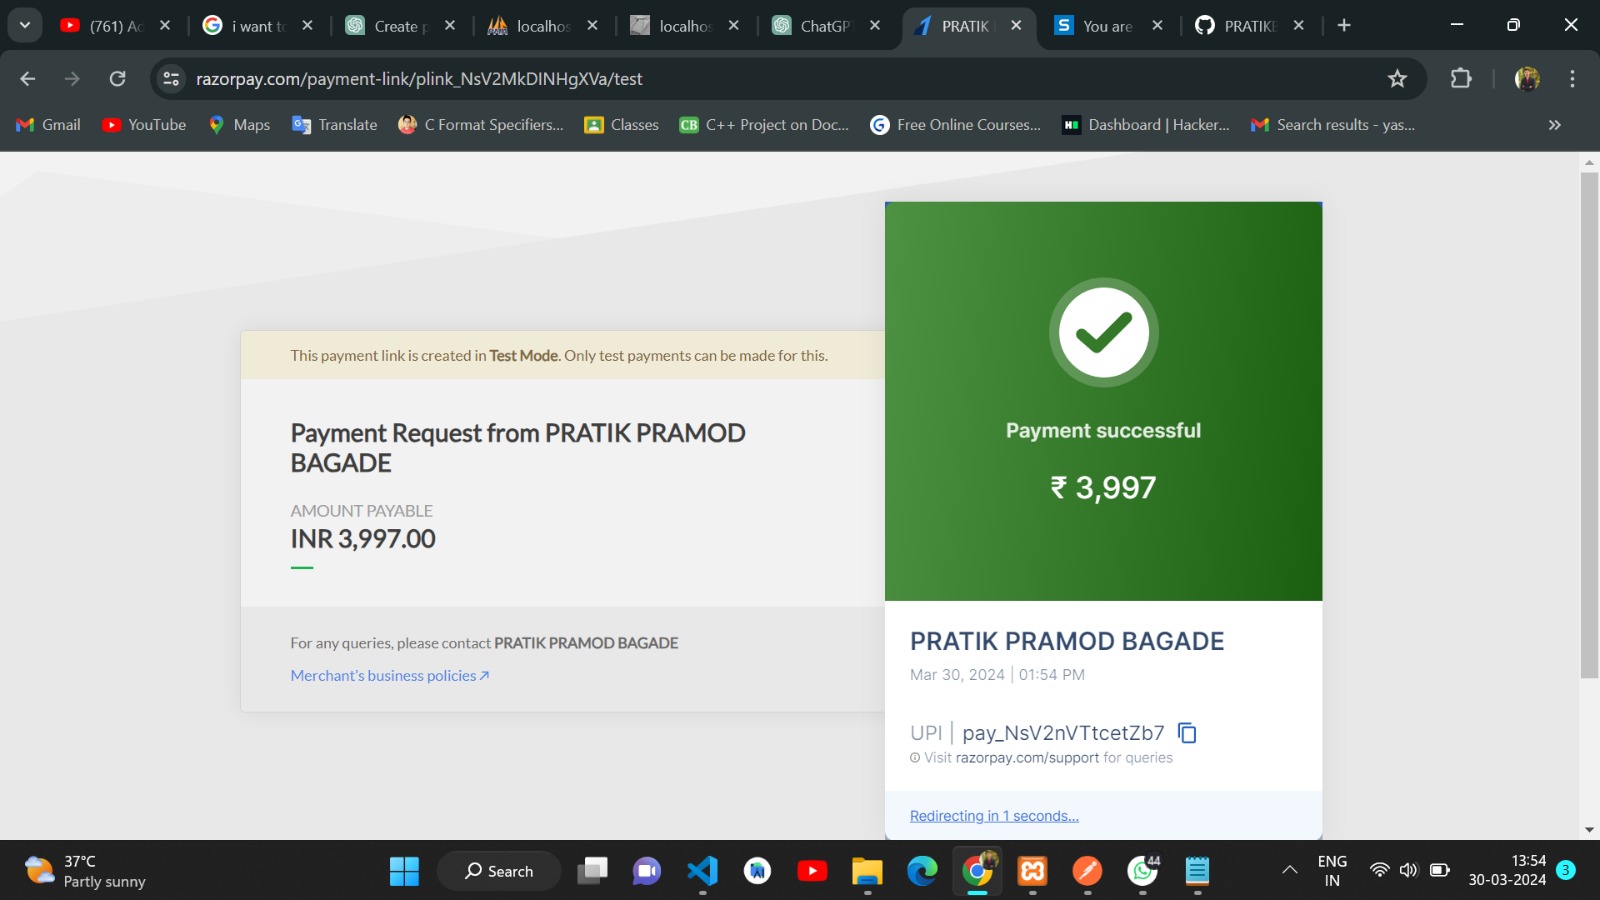 (761) Ac
i want to
Create p
localhos
localhos
ChatGP
PRATIK
You are
PRATIKB
razorpay.com/payment-link/plink_NsV2MkDINHgXVa/test
Gmail
YouTube
Maps
Translate
C Format Specifiers...
Classes
C++ Project on Doc...
Free Online Courses...
Dashboard | Hacker...
Search results - yas...
This payment link is created in Test Mode. Only test payments can be made for this.
Payment Request from PRATIK PRAMOD
BAGADE
AMOUNT PAYABLE
INR 3,997.00
For any queries, please contact PRATIK PRAMOD BAGADE
Merchant's business policies
Payment successful
₹ 3,997
PRATIK PRAMOD BAGADE
Mar 30, 2024 | 01:54 PM
UPI | pay_NsV2nVTtcetZb7
Visit razorpay.com/support for queries
Redirecting in 1 seconds...
37°C
Partly sunny
Search
44
ENG
IN
13:54
30-03-2024
3